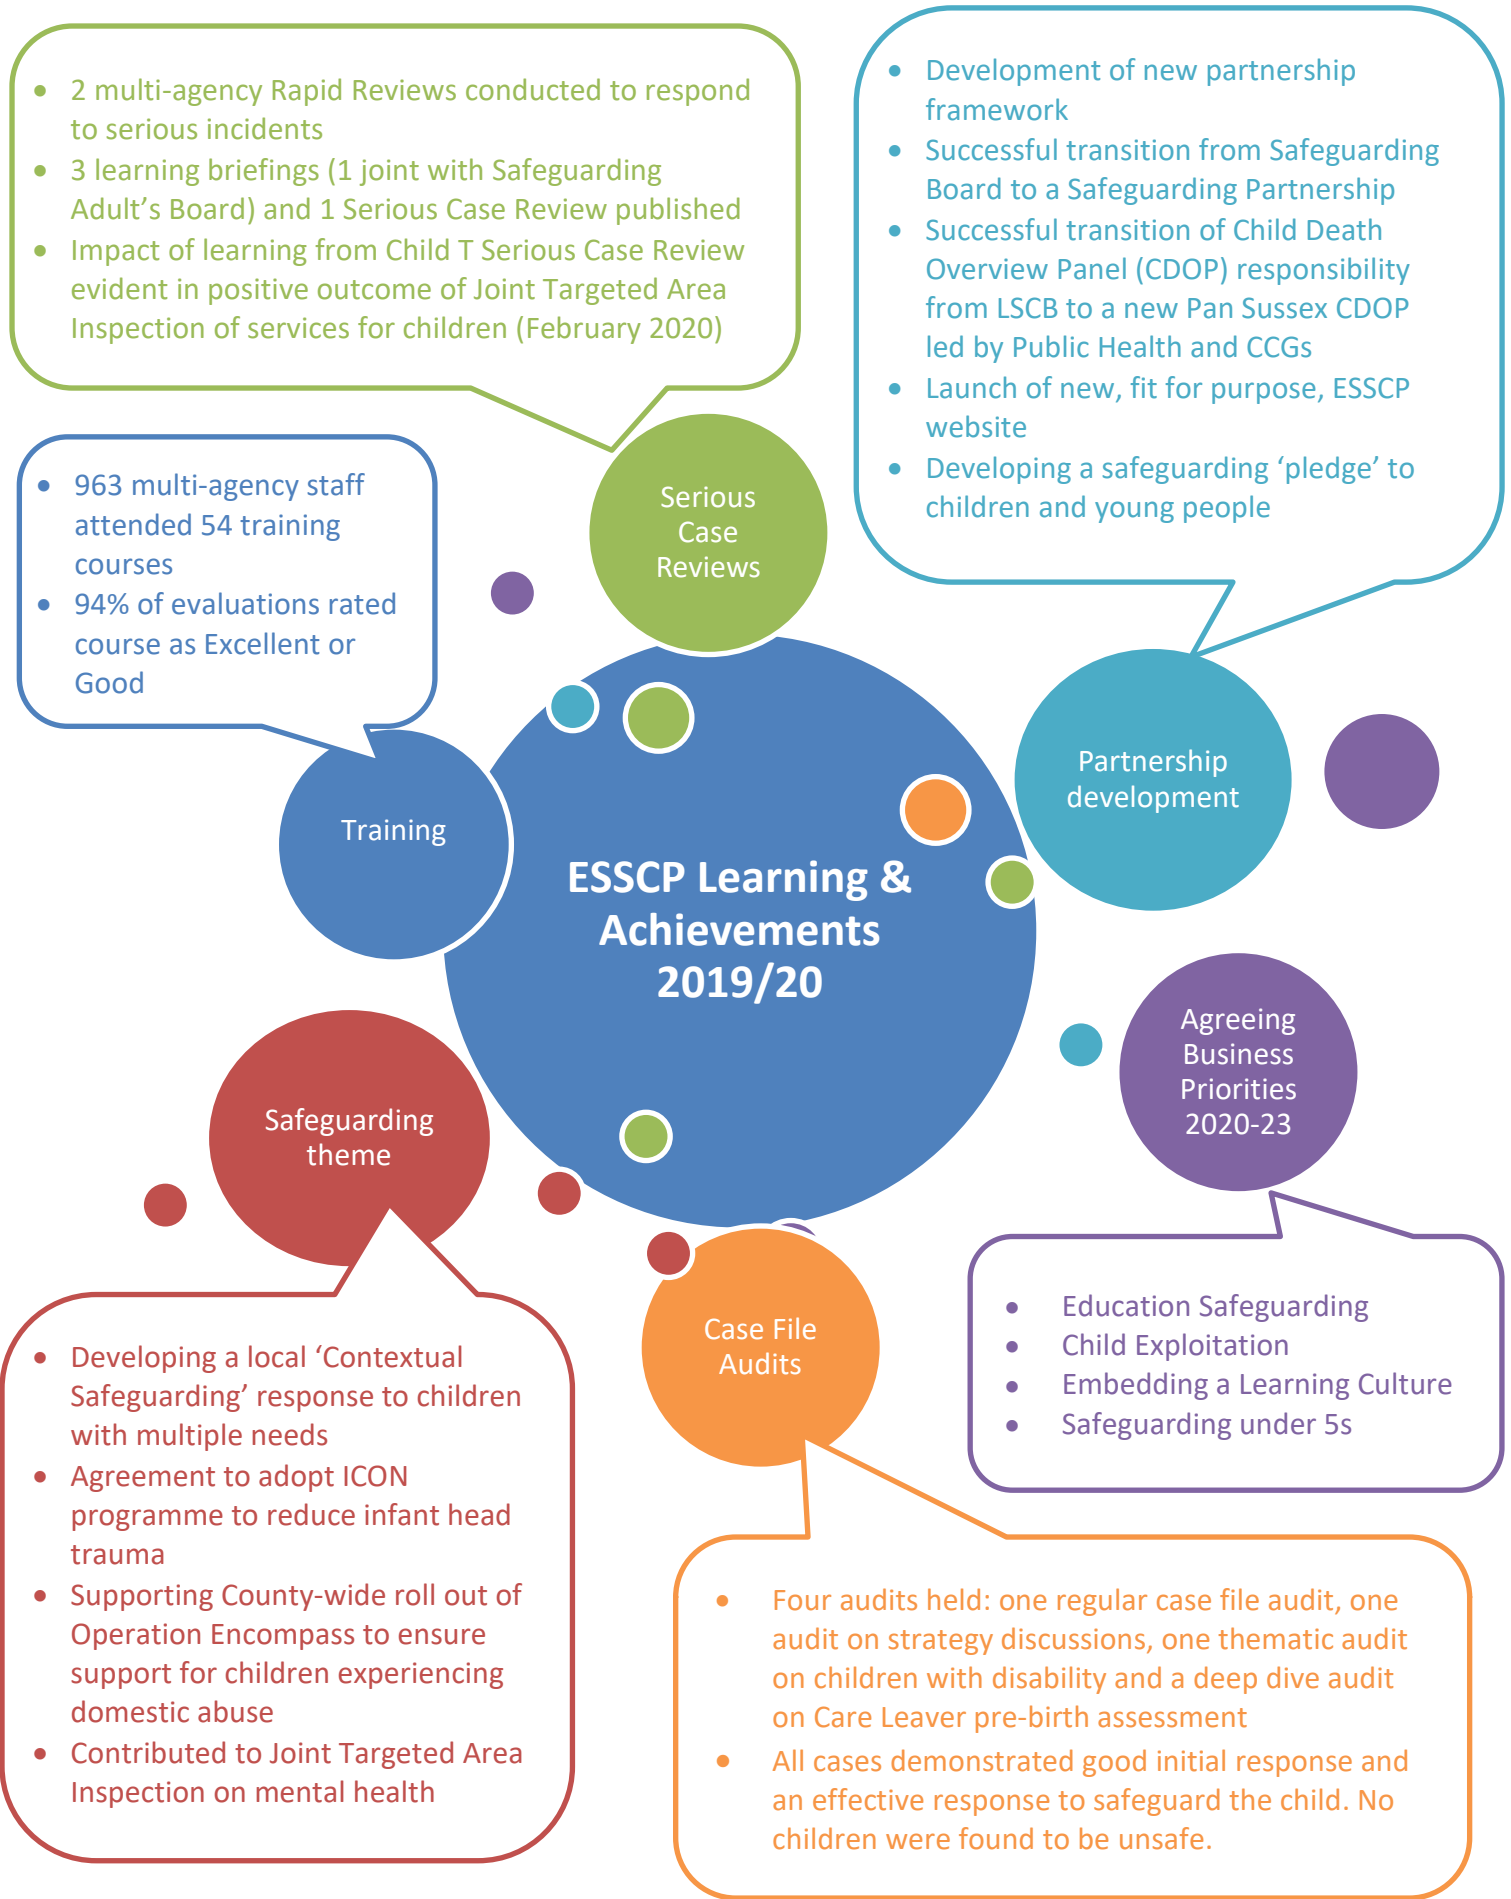 • 2 multi-agency Rapid Reviews conducted to respond
to serious incidents
• 3 learning briefings (1 joint with Safeguarding
Adult’s Board) and 1 Serious Case Review published
• Impact of learning from Child T Serious Case Review
evident in positive outcome of Joint Targeted Area
Inspection of services for children (February 2020)
• Development of new partnership
framework
• Successful transition from Safeguarding
Board to a Safeguarding Partnership
• Successful transition of Child Death
Overview Panel (CDOP) responsibility
from LSCB to a new Pan Sussex CDOP
led by Public Health and CCGs
• Launch of new, fit for purpose, ESSCP
website
• Developing a safeguarding ‘pledge’ to
children and young people
• 963 multi-agency staff
attended 54 training
courses
• 94% of evaluations rated
course as Excellent or
Good
Serious
Case
Reviews
Partnership
development
Training
ESSCP Learning &
Achievements
2019/20
Agreeing
Business
Priorities
2020-23
Safeguarding
theme
Case File
Audits
• Education Safeguarding
• Child Exploitation
• Embedding a Learning Culture
• Safeguarding under 5s
• Developing a local ‘Contextual
Safeguarding’ response to children
with multiple needs
• Agreement to adopt ICON
programme to reduce infant head
trauma
• Supporting County-wide roll out of
Operation Encompass to ensure
support for children experiencing
domestic abuse
• Contributed to Joint Targeted Area
Inspection on mental health
• Four audits held: one regular case file audit, one
audit on strategy discussions, one thematic audit
on children with disability and a deep dive audit
on Care Leaver pre-birth assessment
• All cases demonstrated good initial response and
an effective response to safeguard the child. No
children were found to be unsafe.